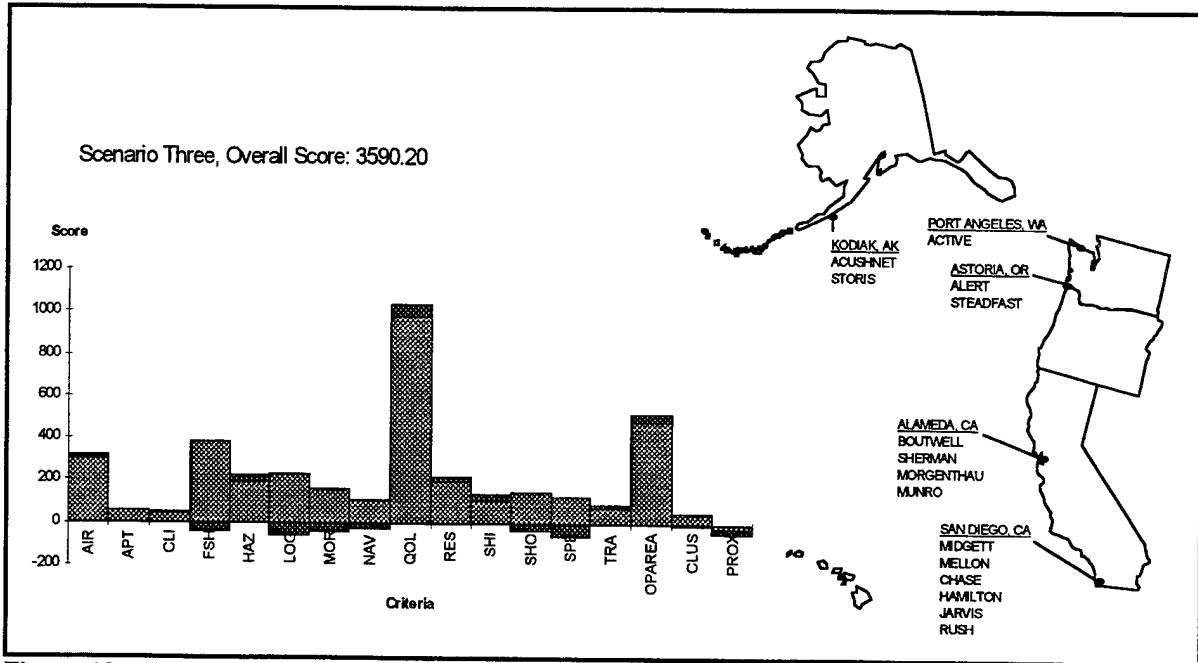 Scenario Three, Overall Score: 3590.20
Score
1200
1000
800
600
400
200
0
-200
AIR
APT
CLI
FSH
HAZ
LOG
MOR
NAV
QOL
RES
SHI
SHO
SPE
TRA
OPAREA
CLUS
PROX
Criteria
KODIAK, AK
ACUSHNET
STORIS
PORT ANGELES, WA
ACTIVE
ASTORIA, OR
ALERT
STEADFAST
ALAMEDA, CA
BOUTWELL
SHERMAN
MORGENTHAU
MUNRO
SAN DIEGO, CA
MIDGETT
MELLON
CHASE
HAMILTON
JARVIS
RUSH